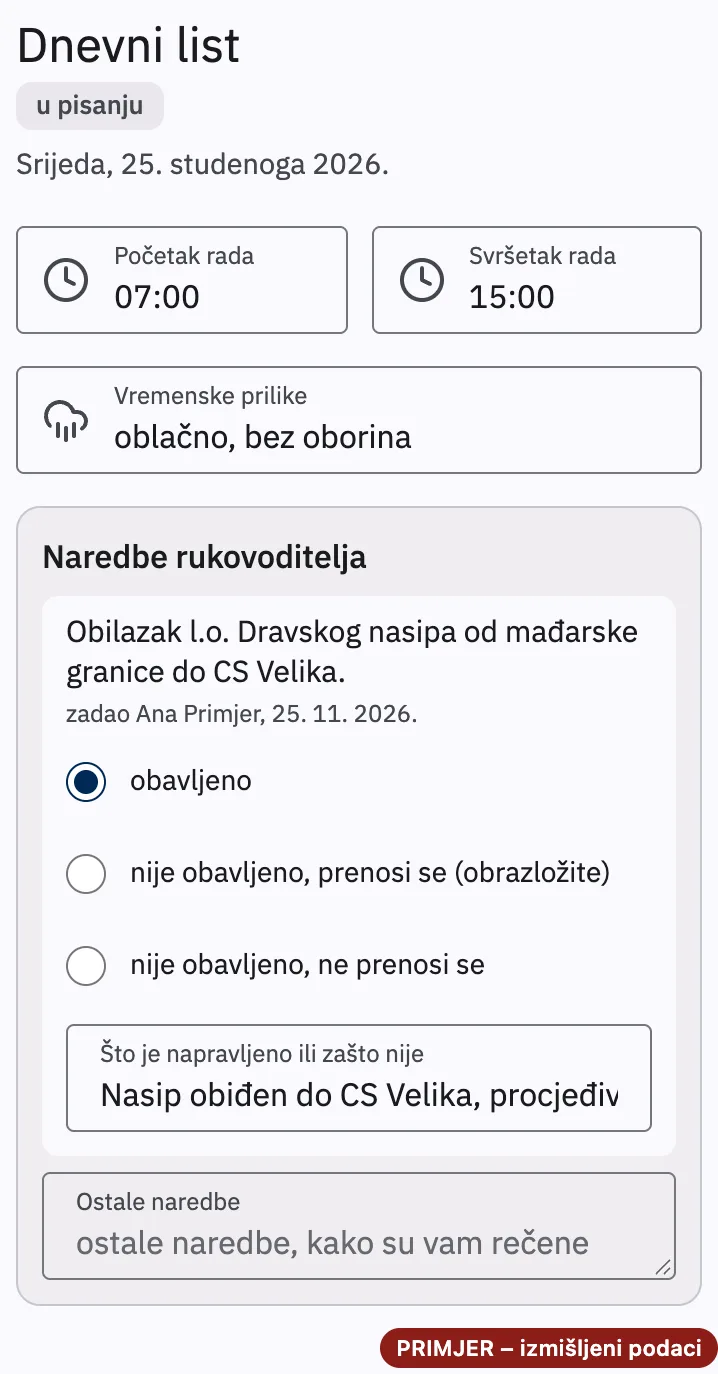 Dnevni list
u pisanju
Srijeda, 25. studenoga 2026.
Početak rada
07:00
Svršetak rada
15:00
Vremenske prilike
oblačno, bez oborina
Naredbe rukovoditelja
Obilazak l.o. Dravskog nasipa od mađarske
granice do CS Velika.
zadao Ana Primjer, 25. 11. 2026.
obavljeno
nije obavljeno, prenosi se (obrazložite)
nije obavljeno, ne prenosi se
Što je napravljeno ili zašto nije
Nasip obiđen do CS Velika, procjeđiv
Ostale naredbe
ostale naredbe, kako su vam rečene
PRIMJER – izmišljeni podaci